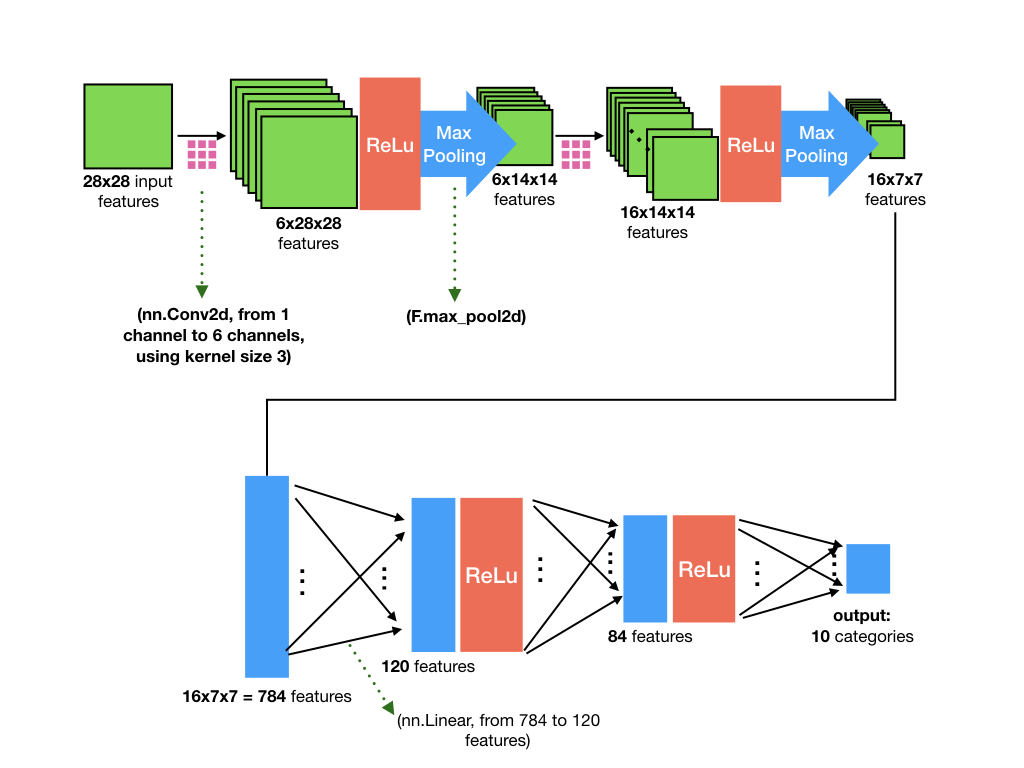 28x28 input
features
6x28x28
features
ReLu
Max
Pooling
6x14x14
features
16x14x14
features
ReLu
Max
Pooling
16x7x7
features
(nn.Conv2d, from 1
channel to 6 channels,
using kernel size 3)
(F.max_pool2d)
16x7x7 = 784 features
120 features
ReLu
84 features
ReLu
output:
10 categories
(nn.Linear, from 784 to 120
features)